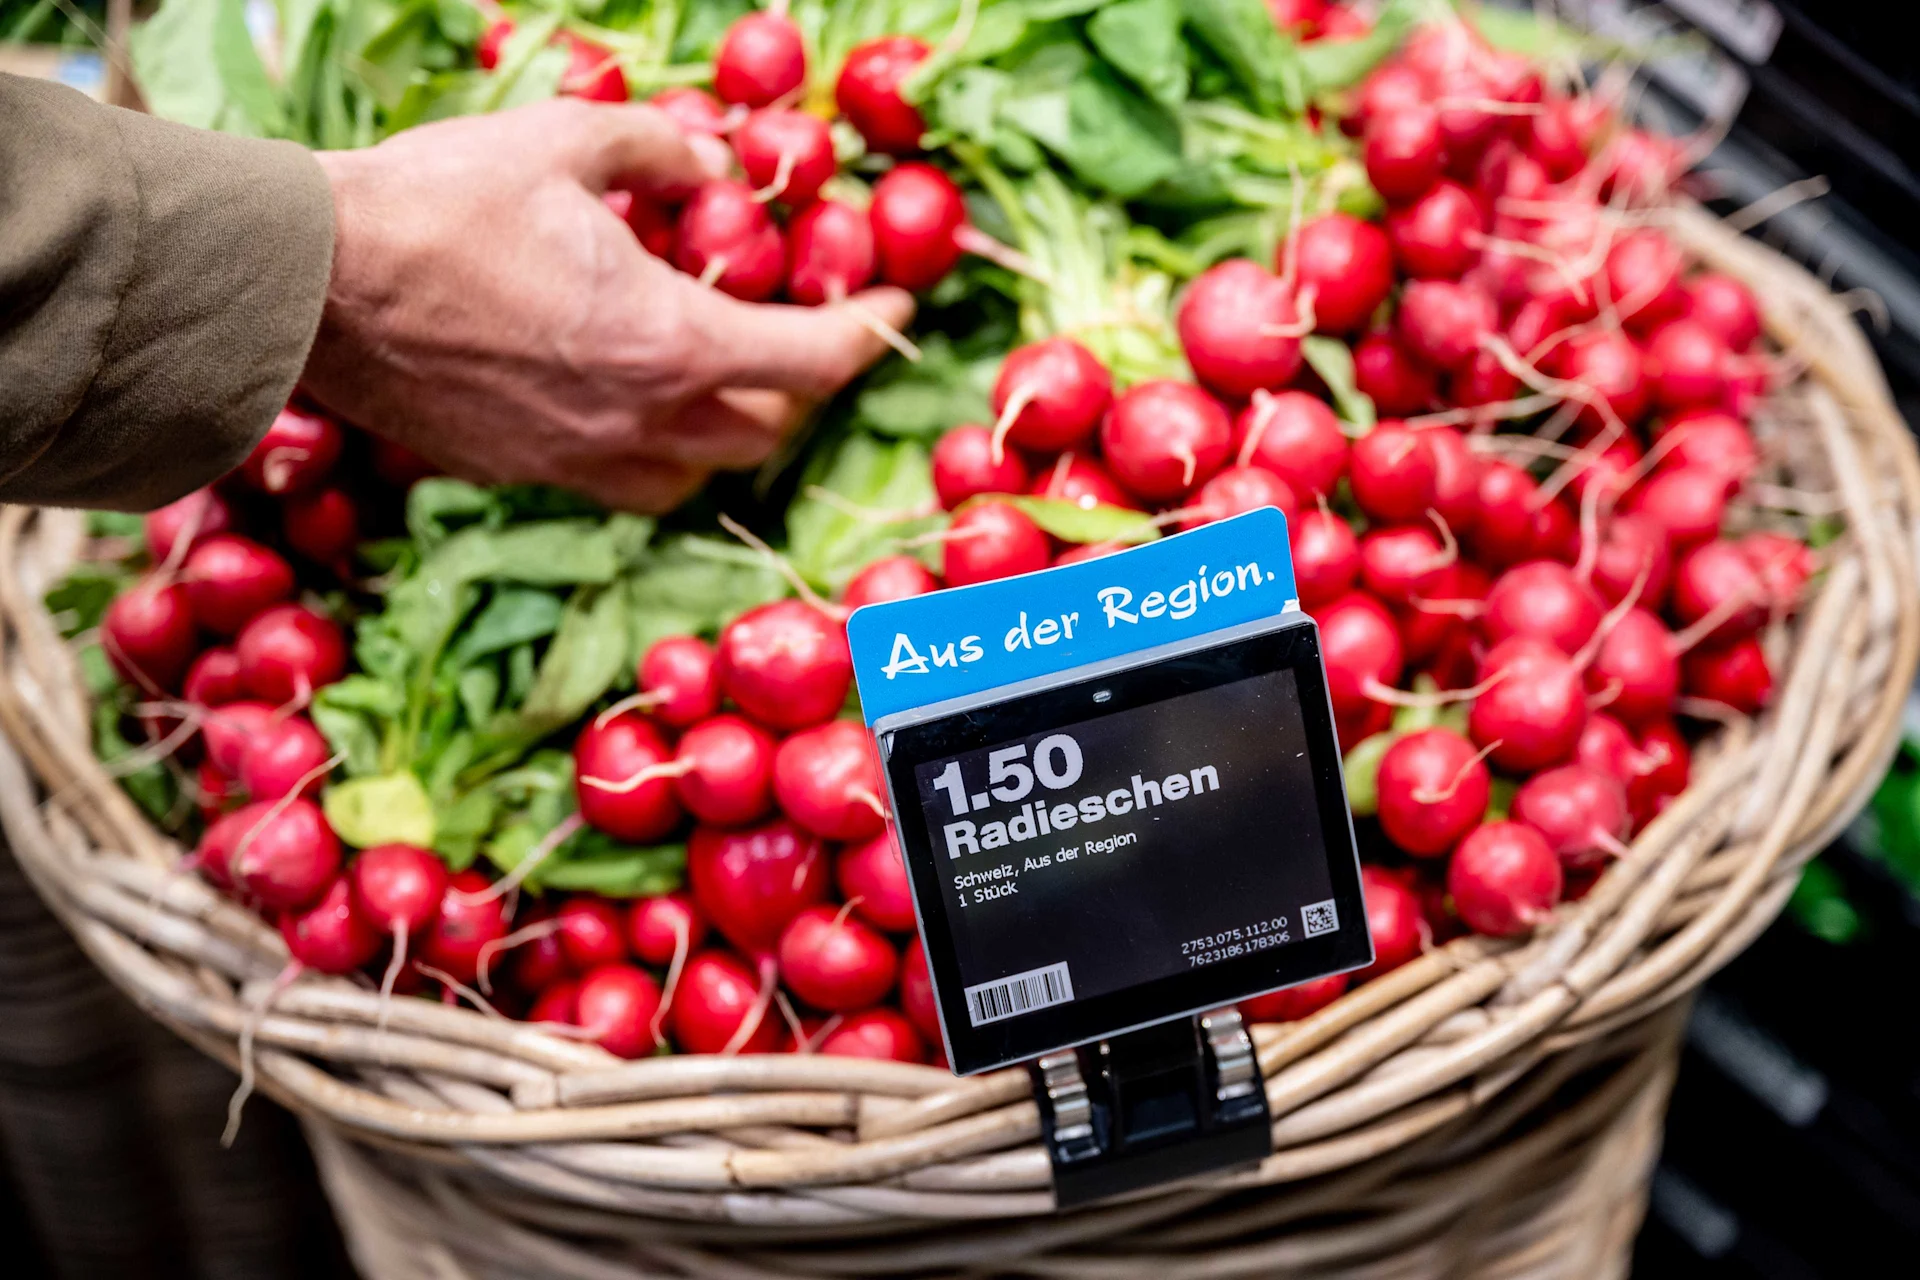 Aus der Region.
1.50
Radieschen
Schweiz, Aus der Region
1 Stück
2753.075.112.00
7623186178306